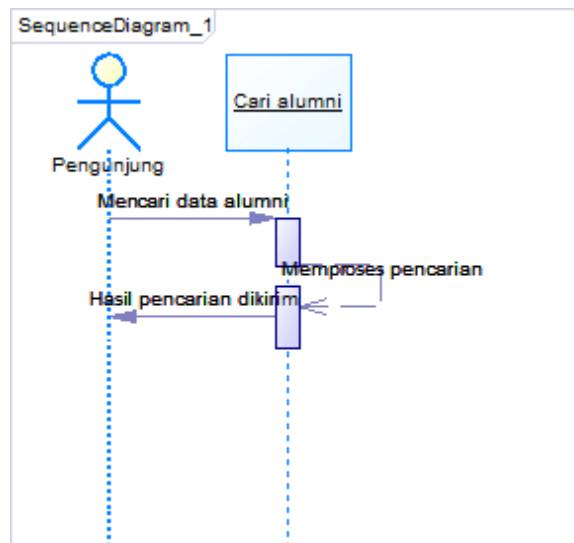 SequenceDiagram_1
Cari alumni
Pengunjung
Mencari data alumni
Memproses pencarian
Hasil pencarian dikirim